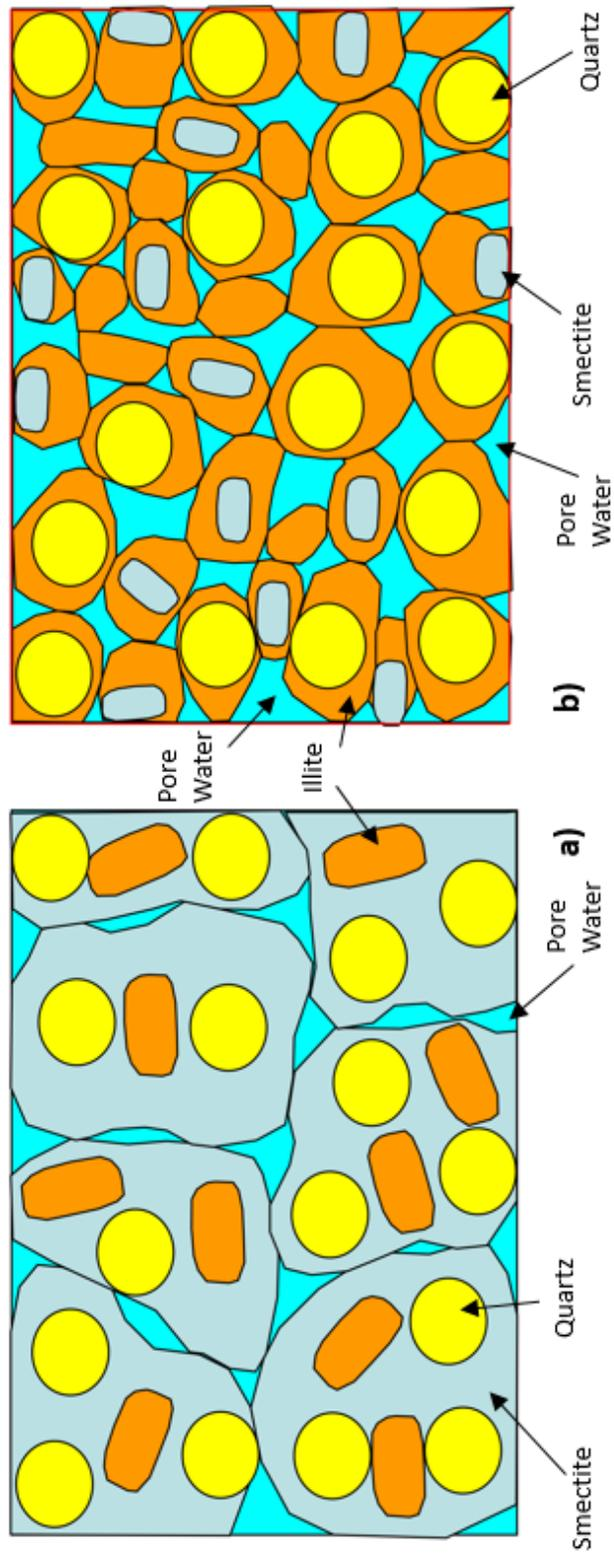 Pore
Water
Illite
Smectite
Quartz
Pore
Water
a)
b)
Pore
Water
Smectite
Quartz